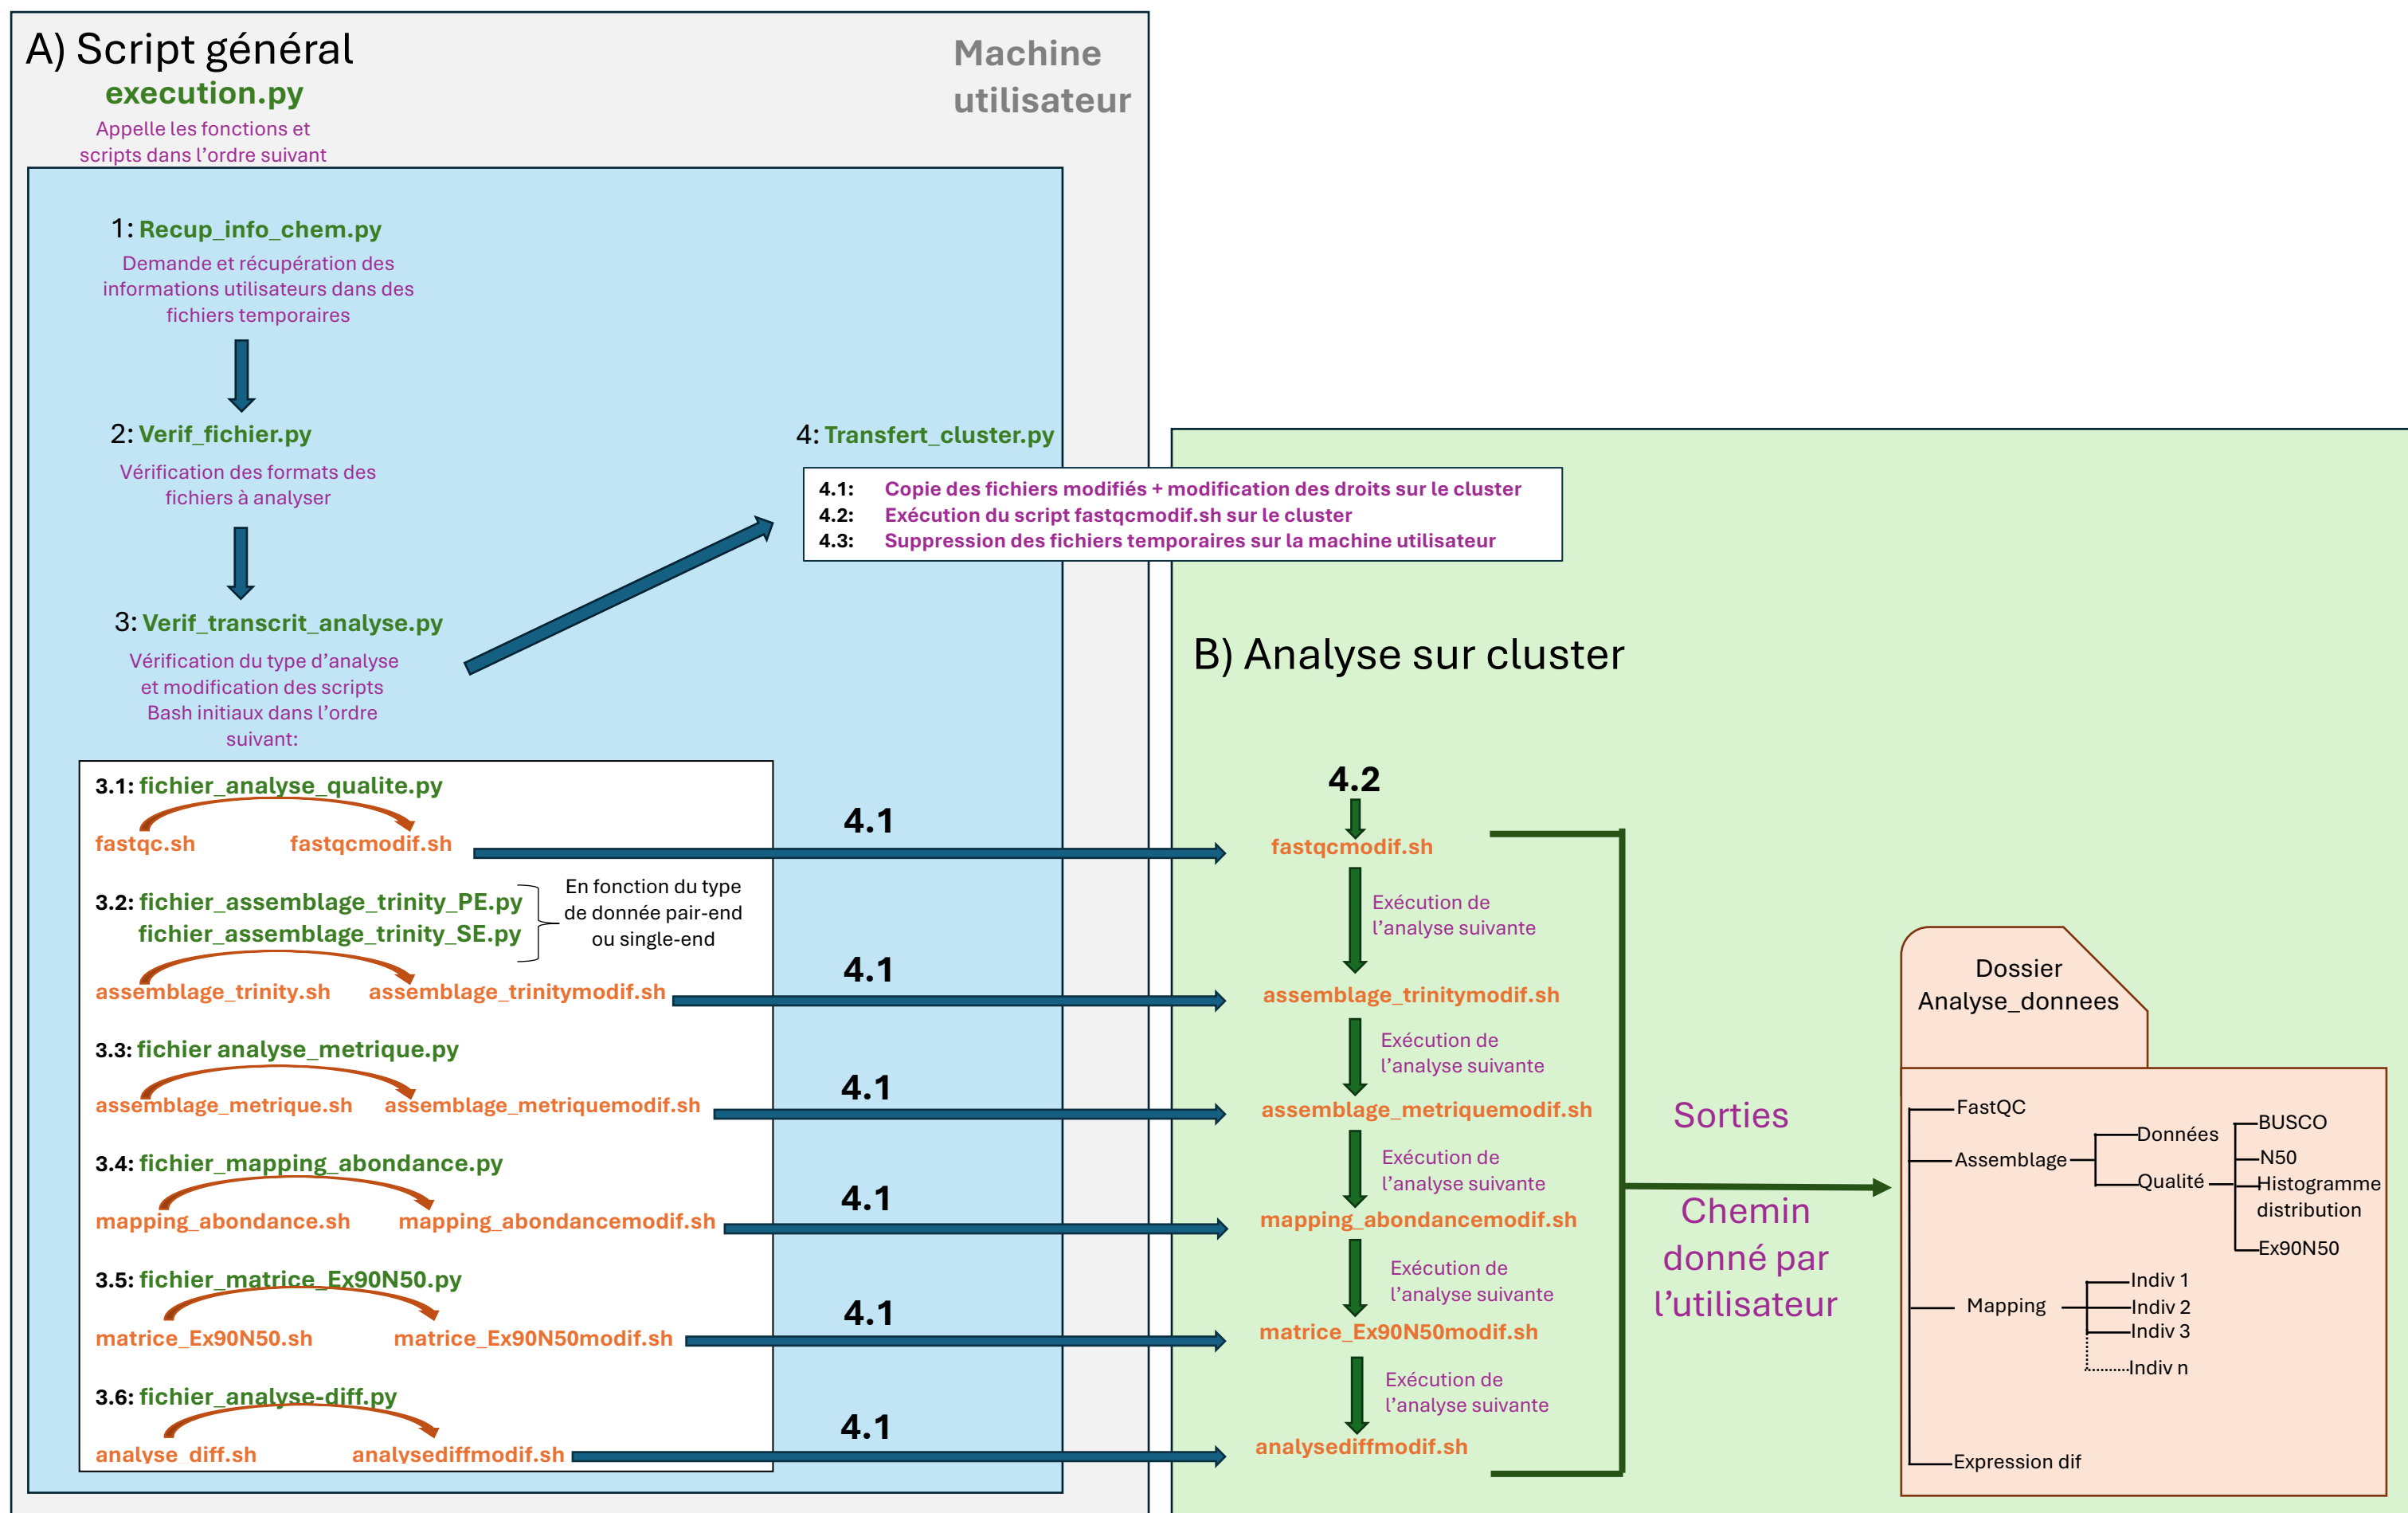 A) Script général
execution.py
Appelle les fonctions et
scripts dans l’ordre suivant
Machine
utilisateur
1: Recup_info_chem.py
Demande et récupération des
informations utilisateurs dans des
fichiers temporaires
2: Verif_fichier.py
Vérification des formats des
fichiers à analyser
3: Verif_transcrit_analyse.py
Vérification du type d’analyse
et modification des scripts
Bash initiaux dans l’ordre
suivant:
3.1: fichier_analyse_qualite.py
fastqc.sh fastqcmodif.sh
3.2: fichier_assemblage_trinity_PE.py
fichier_assemblage_trinity_SE.py
En fonction du type
de donnée pair-end
ou single-end
assemblage_trinity.sh assemblage_trinitymodif.sh
3.3: fichier analyse_metrique.py
assemblage_metrique.sh assemblage_metriquemodif.sh
3.4: fichier_mapping_abondance.py
mapping_abondance.sh mapping_abondancemodif.sh
3.5: fichier_matrice_Ex90N50.py
matrice_Ex90N50.sh matrice_Ex90N50modif.sh
3.6: fichier_analyse-diff.py
analyse_diff.sh analysediffmodif.sh
4: Transfert_cluster.py
4.1: Copie des fichiers modifiés + modification des droits sur le cluster
4.2: Exécution du script fastqcmodif.sh sur le cluster
4.3: Suppression des fichiers temporaires sur la machine utilisateur
4.1
4.1
4.1
4.1
4.1
4.1
B) Analyse sur cluster
4.2
fastqcmodif.sh
Exécution de
l’analyse suivante
assemblage_trinitymodif.sh
Exécution de
l’analyse suivante
assemblage_metriquemodif.sh
Exécution de
l’analyse suivante
mapping_abondancemodif.sh
Exécution de
l’analyse suivante
matrice_Ex90N50modif.sh
Exécution de
l’analyse suivante
analysediffmodif.sh
Sorties
Chemin
donné par
l’utilisateur
Dossier
Analyse_donnees
FastQC
Assemblage
Données
Qualité
BUSCO
N50
Histogramme
distribution
Ex90N50
Mapping
Indiv 1
Indiv 2
Indiv 3
Indiv n
Expression dif